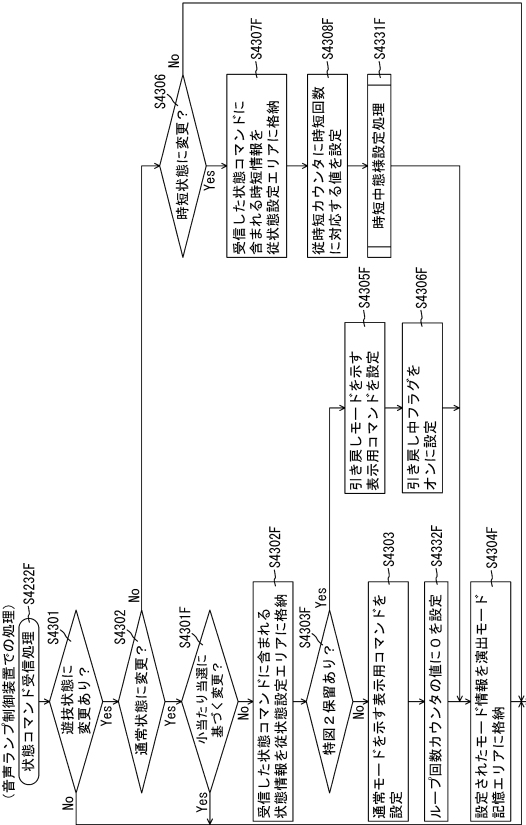 （音声ランプ制御装置での処理）
状態コマンド受信処理
S4232F
遊技状態に
変更あり？
S4301
No
Yes
通常状態に変更？
S4302
No
Yes
小当たり当選に
基づく変更？
S4301F
Yes
No
受信した状態コマンドに含まれる
状態情報を従状態設定エリアに格納
S4302F
特図２保留あり？
S4303F
Yes
No
通常モードを示す表示用コマンドを
設定
S4303
ループ回数カウンタの値に０を設定
S4332F
設定されたモード情報を演出モード
記憶エリアに格納
S4304F
引き戻しモードを示す
表示用コマンドを設定
S4305F
引き戻し中フラグを
オンに設定
S4306F
時短状態に変更？
S4306
No
Yes
受信した状態コマンドに
含まれる時短情報を
従状態設定エリアに格納
S4307F
従時短カウンタに時短回数
に対応する値を設定
S4308F
時短中態様設定処理
S4331F